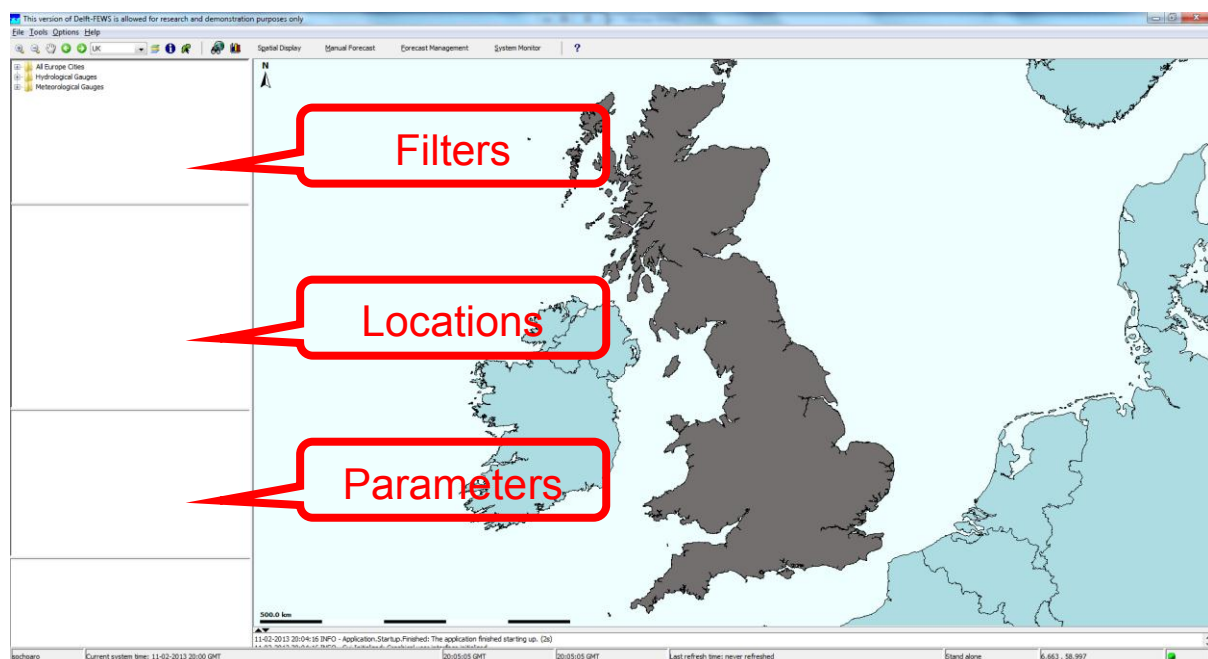 This version of Delft-FEWS is allowed for research and demonstration purposes only
File Tools Options Help
UK
Spatial Display Manual Forecast Forecast Management System Monitor ?
All Europe Cities
Hydrological Gauges
Meteorological Gauges
N
Filters
Locations
Parameters
500.0 km
11-02-2013 20:04:16 INFO - Application.Startup.Finished: The application finished starting up. (2s)
Current system time: 11-02-2013 20:00 GMT
20:05:05 GMT
20:05:05 GMT
Last refresh time: never refreshed
Stand alone
6.663 , 58.997